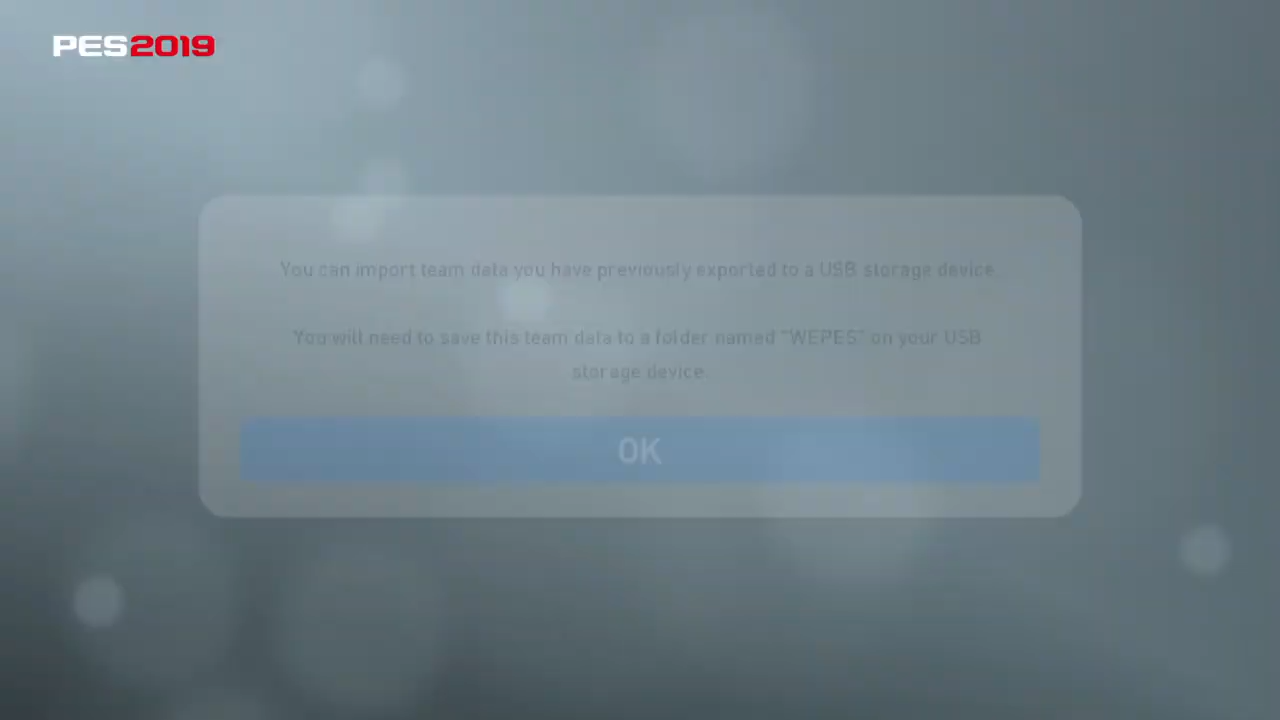 PES2019
You can import team data you have previously exported to a USB storage device.
You will need to save this team data to a folder named "WEPES" on your USB
storage device.
OK